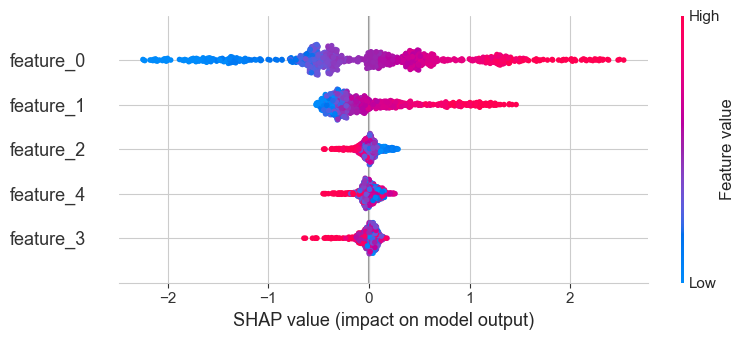 High
feature_0
feature_1
feature_2
feature_4
feature_3
Feature value
Low
−2 −1 0 1 2
SHAP value (impact on model output)